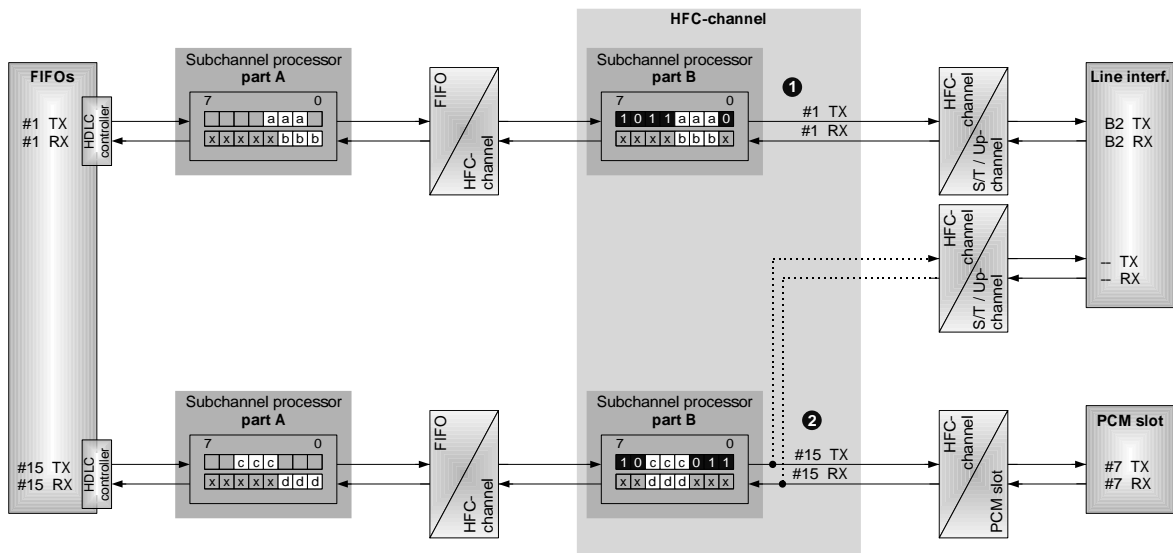 HFC-channel
FIFOs
#1 TX
#1 RX
HDLC
controller
Subchannel processor
part A
7 0
a a a
x x x x x b b b
FIFO
HFC-
channel
Subchannel processor
part B
7 0
1 0 1 1 a a a 0
x x x x b b b x
1
#1 TX
#1 RX
HFC-
channel
S/T / Up-
channel
Line interf.
B2 TX
B2 RX
HFC-
channel
S/T / Up-
channel
-- TX
-- RX
#15 TX
#15 RX
HDLC
controller
Subchannel processor
part A
7 0
c c c
x x x x x d d d
FIFO
HFC-
channel
Subchannel processor
part B
7 0
1 0 c c c 0 1 1
x x d d d x x x
2
#15 TX
#15 RX
HFC-
channel
PCM slot
PCM slot
#7 TX
#7 RX